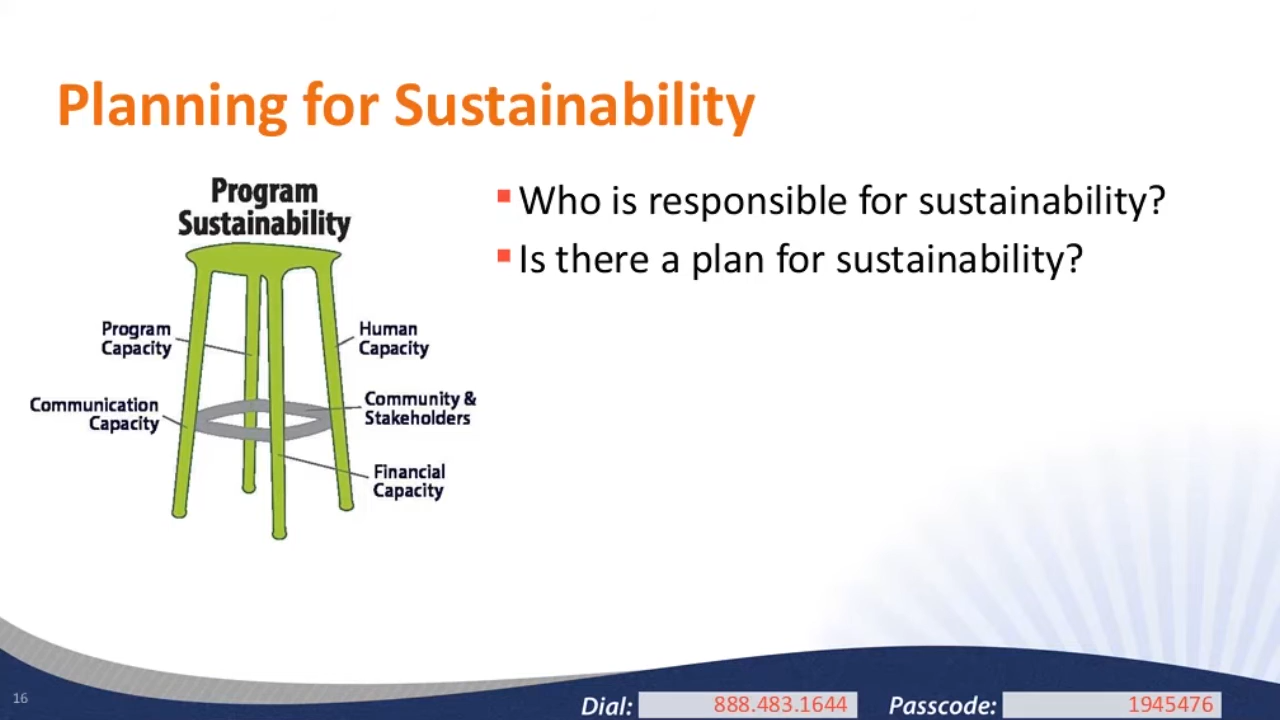 Planning for Sustainability
Program
Sustainability
Program
Capacity
Human
Capacity
Communication
Capacity
Community &
Stakeholders
Financial
Capacity
Who is responsible for sustainability?
Is there a plan for sustainability?
16
Dial: 888.483.1644 Passcode: 1945476